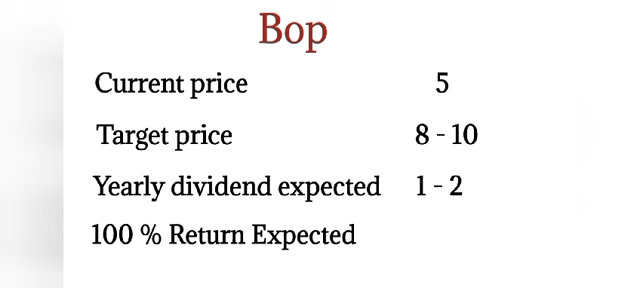 Bop
Current price 5
Target price 8 - 10
Yearly dividend expected 1 - 2
100 % Return Expected